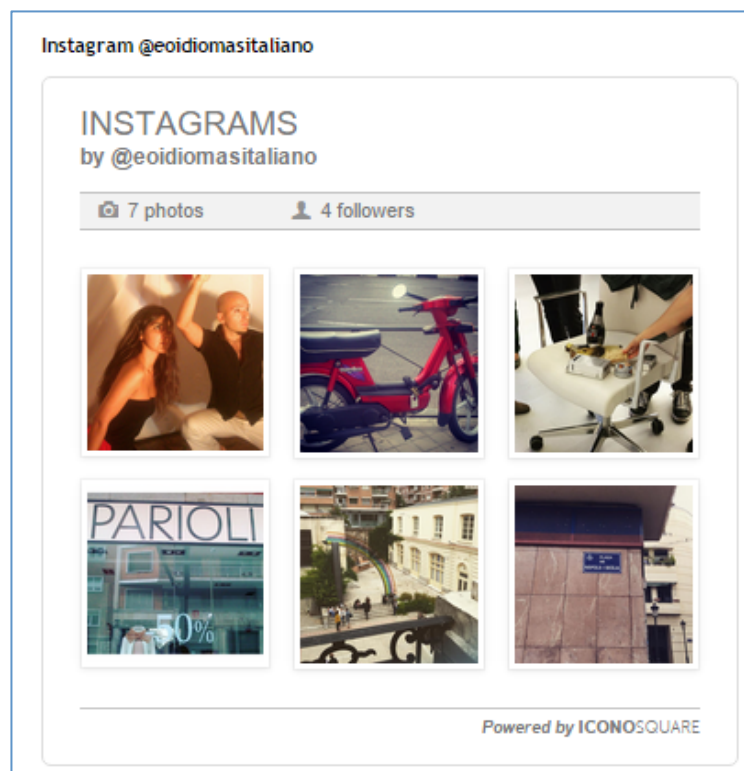 Instagram @eoidiomasitaliano
INSTAGRAMS
by @eoidiomasitaliano
7 photos
4 followers
PARIOLI
50%
Powered by ICONOSQUARE